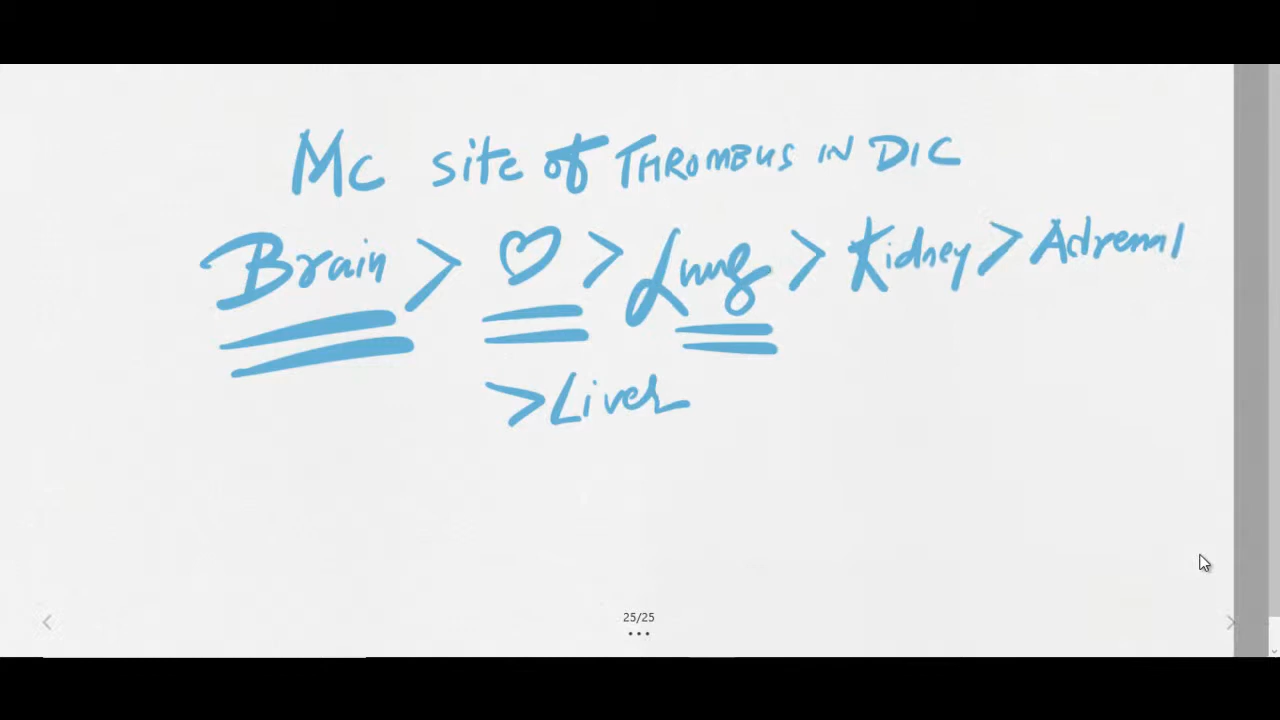 MC site of THROMBUS IN DIC
Brain > ♡ > Lung > Kidney > Adrenal
> Liver
25/25